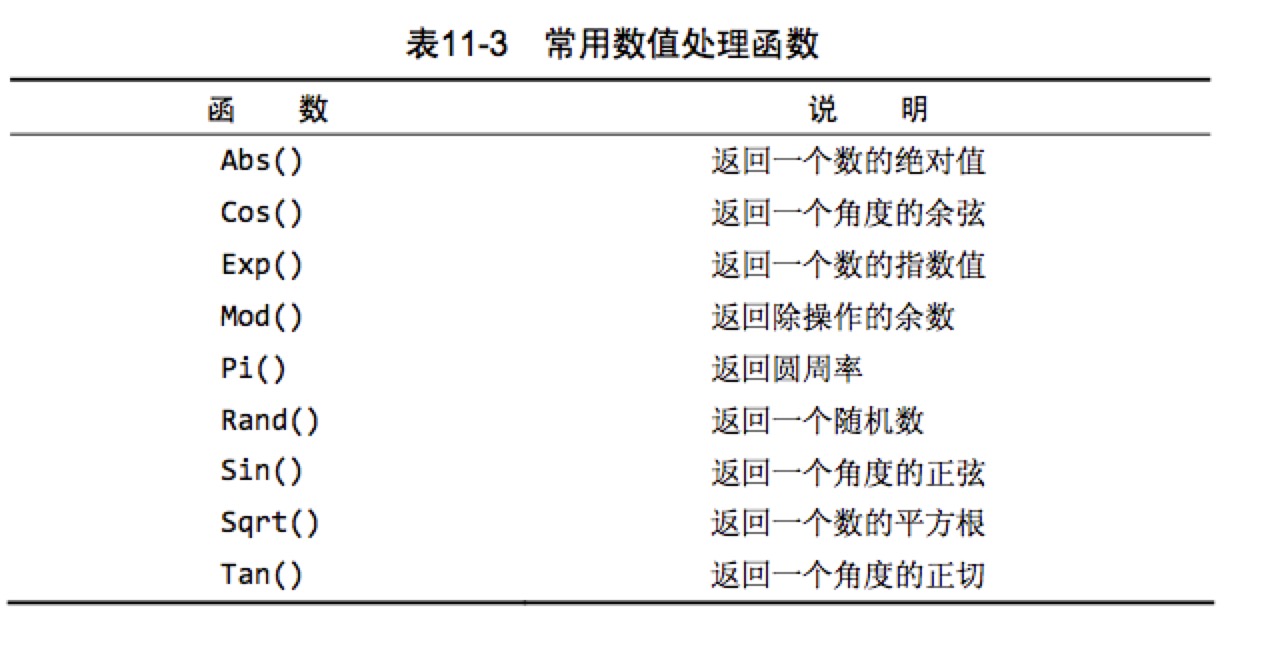 表11-3 常用数值处理函数
函 数 说 明
Abs() 返回一个数的绝对值
Cos() 返回一个角度的余弦
Exp() 返回一个数的指数值
Mod() 返回除操作的余数
Pi() 返回圆周率
Rand() 返回一个随机数
Sin() 返回一个角度的正弦
Sqrt() 返回一个数的平方根
Tan() 返回一个角度的正切